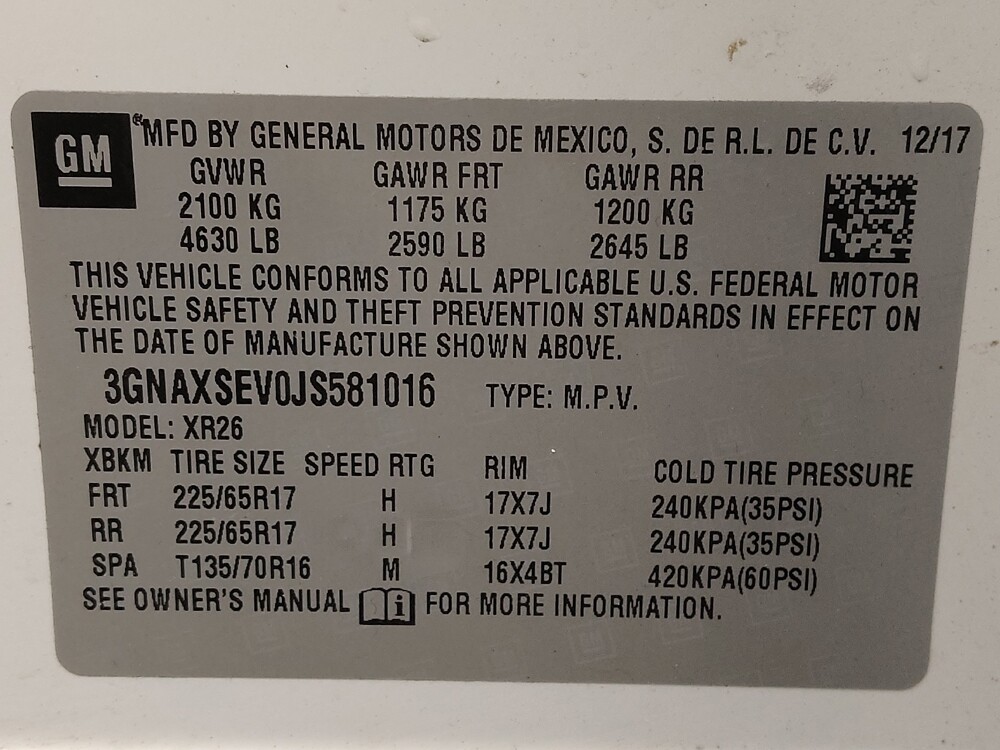 GM ® MFD BY GENERAL MOTORS DE MEXICO, S. DE R.L. DE C.V. 12/17
GVWR GAWR FRT GAWR RR
2100 KG 1175 KG 1200 KG
4630 LB 2590 LB 2645 LB
THIS VEHICLE CONFORMS TO ALL APPLICABLE U.S. FEDERAL MOTOR
VEHICLE SAFETY AND THEFT PREVENTION STANDARDS IN EFFECT ON
THE DATE OF MANUFACTURE SHOWN ABOVE.
3GNAXSEV0JS581016 TYPE: M.P.V.
MODEL: XR26
XBKM TIRE SIZE SPEED RTG RIM COLD TIRE PRESSURE
FRT 225/65R17 H 17X7J 240KPA(35PSI)
RR 225/65R17 H 17X7J 240KPA(35PSI)
SPA T135/70R16 M 16X4BT 420KPA(60PSI)
SEE OWNER'S MANUAL i FOR MORE INFORMATION.